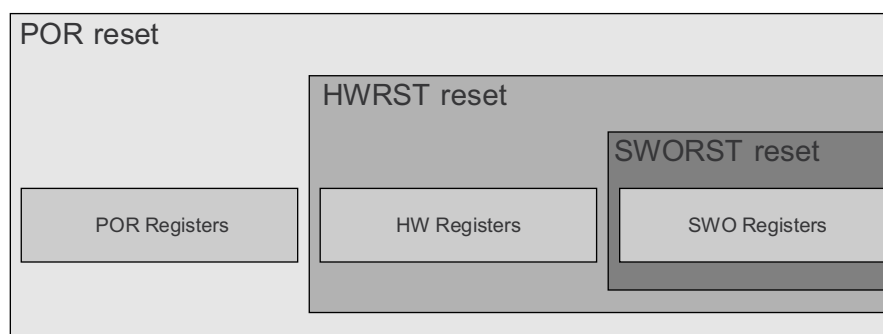 POR reset
HWRST reset
SWORST reset
POR Registers
HW Registers
SWO Registers